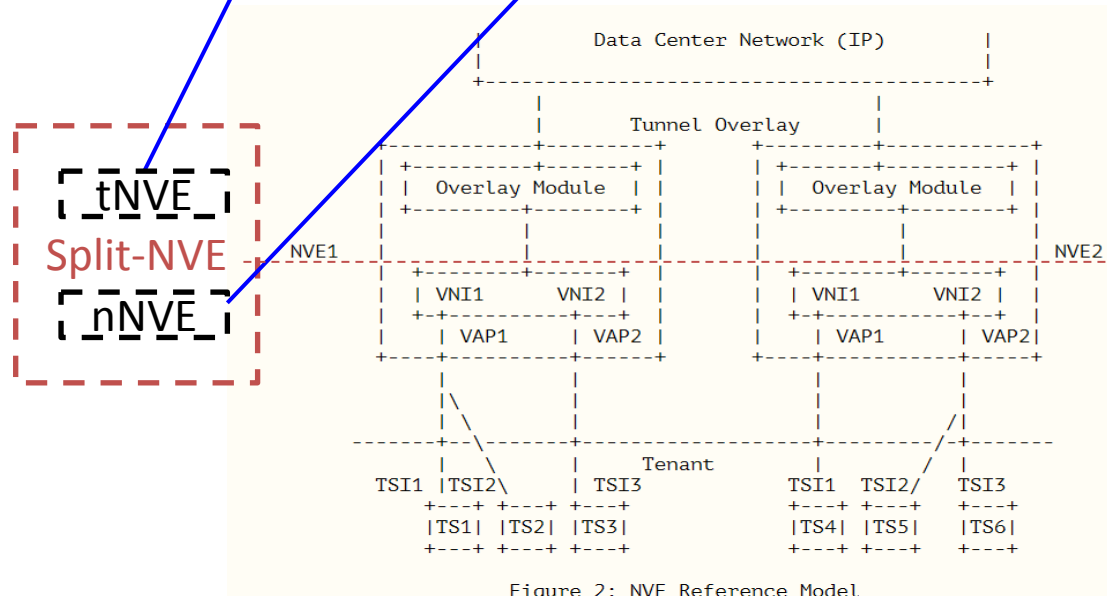 Data Center Network (IP)
Tunnel Overlay
tNVE
Split-NVE
nNVE
Overlay Module Overlay Module
NVE1 NVE2
VNI1 VNI2 VNI1 VNI2
VAP1 VAP2 VAP1 VAP2
Tenant
TSI1 TSI2 TSI3 TSI1 TSI2 TSI3
TS1 TS2 TS3 TS4 TS5 TS6
Figure 2: NVE Reference Model